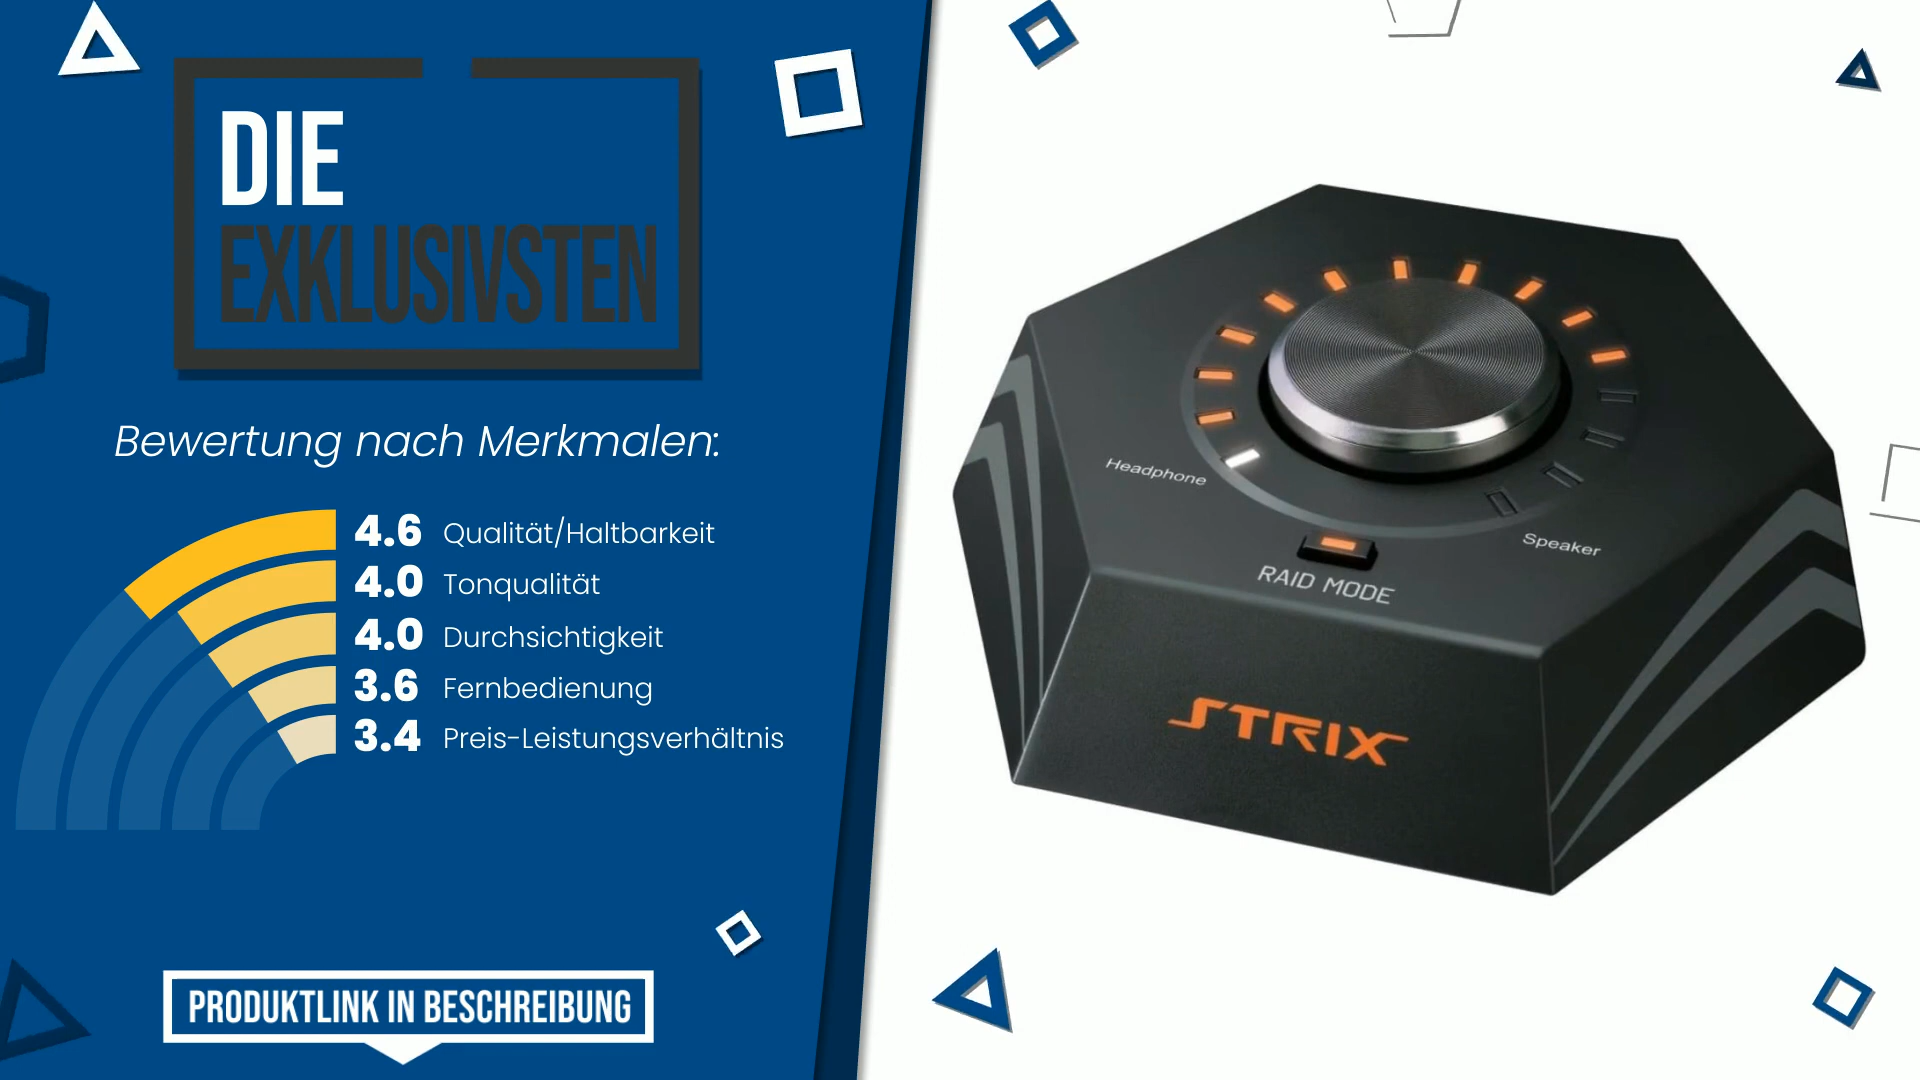 DIE
EXKLUSIVSTEN
Bewertung nach Merkmalen:
4.6 Qualität/Haltbarkeit
4.0 Tonqualität
4.0 Durchsichtigkeit
3.6 Fernbedienung
3.4 Preis-Leistungsverhältnis
PRODUKTLINK IN BESCHREIBUNG
Headphone
Speaker
RAID MODE
STRIX